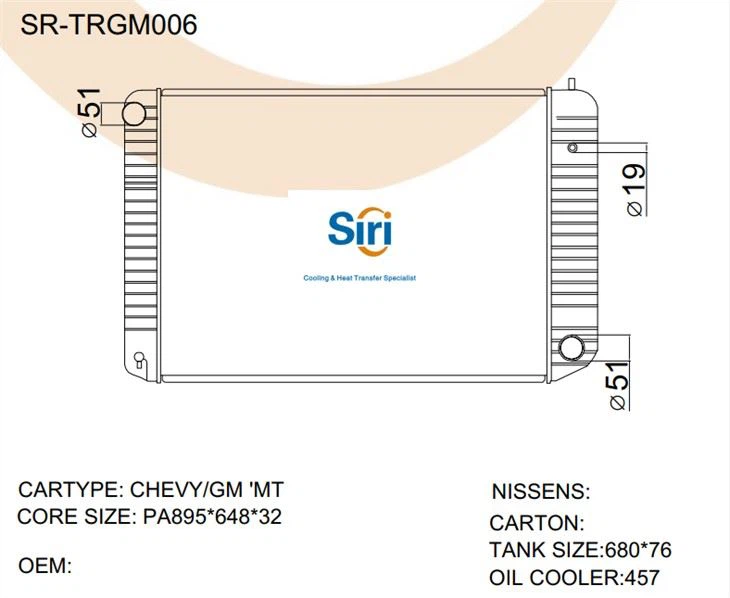 SR-TRGM006
⌀51
⌀19
Siri
Cooling & Heat Transfer Specialist
⌀51
CARTYPE: CHEVY/GM 'MT
CORE SIZE: PA895*648*32
OEM:
NISSENS:
CARTON:
TANK SIZE:680*76
OIL COOLER:457